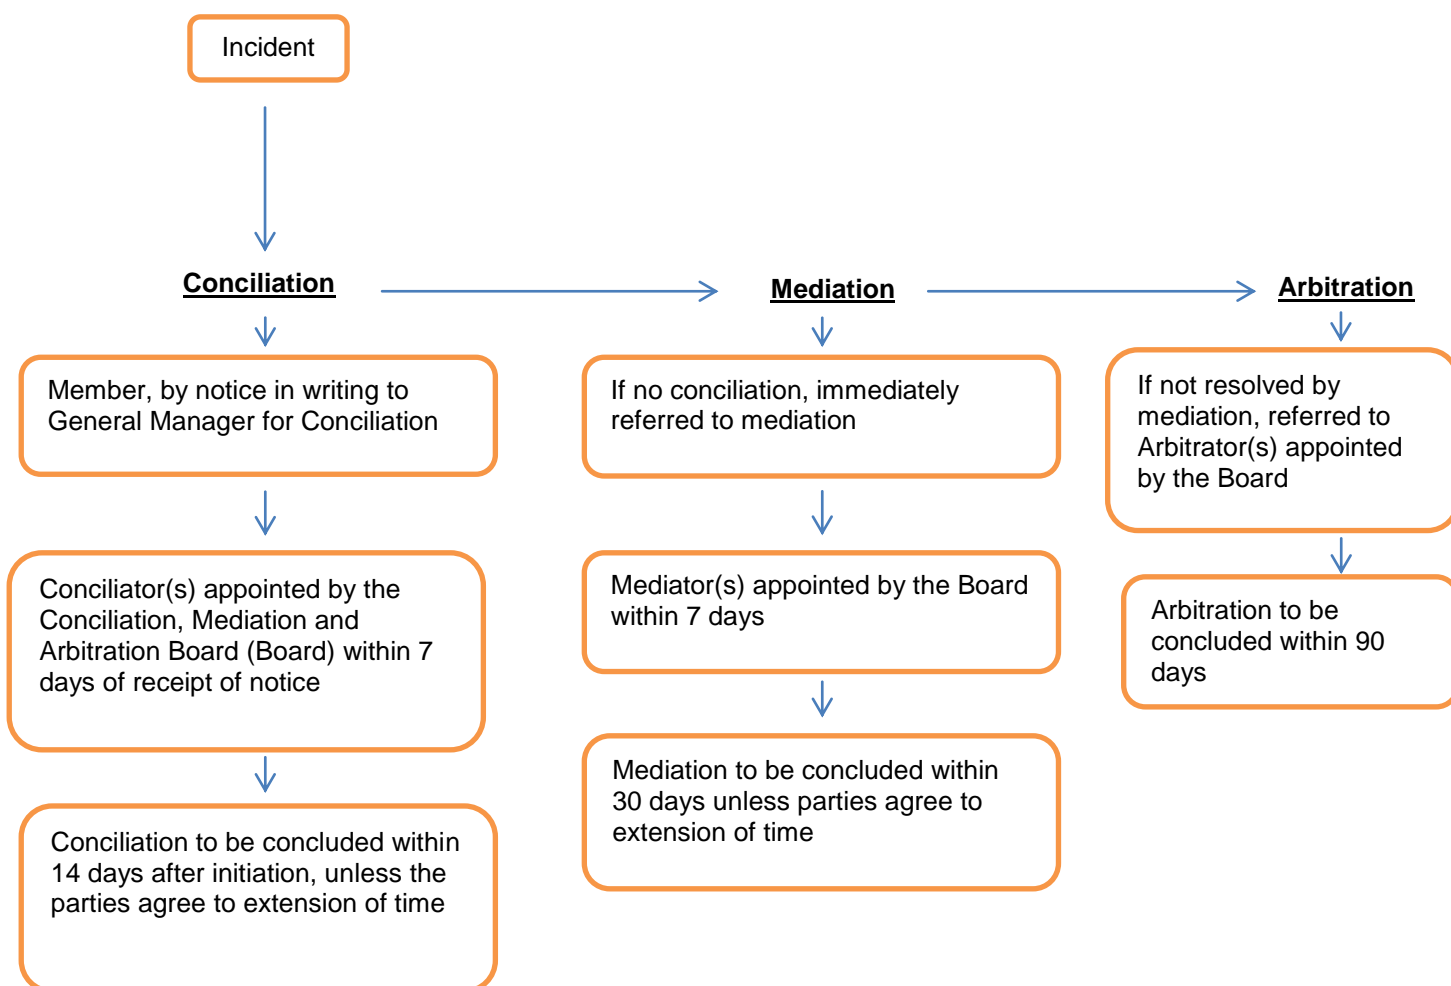 Incident
Conciliation
Mediation
Arbitration
Member, by notice in writing to
General Manager for Conciliation
Conciliator(s) appointed by the
Conciliation, Mediation and
Arbitration Board (Board) within 7
days of receipt of notice
Conciliation to be concluded within
14 days after initiation, unless the
parties agree to extension of time
If no conciliation, immediately
referred to mediation
Mediator(s) appointed by the Board
within 7 days
Mediation to be concluded within
30 days unless parties agree to
extension of time
If not resolved by
mediation, referred to
Arbitrator(s) appointed
by the Board
Arbitration to be
concluded within 90
days